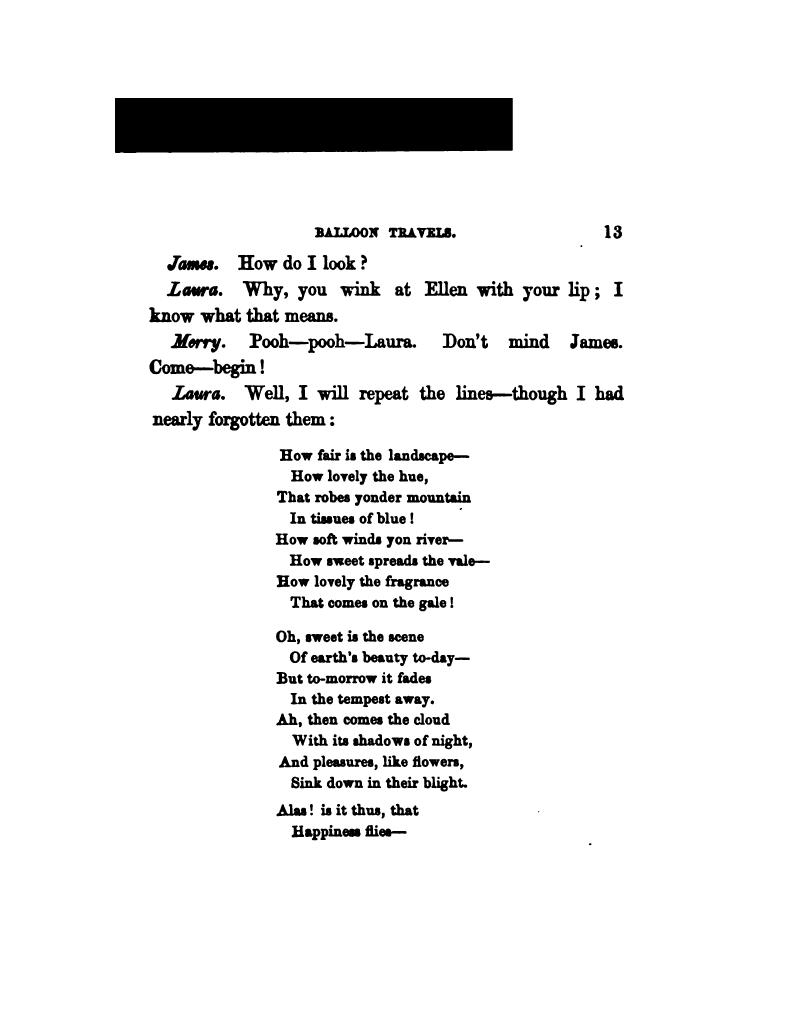 BALLOON TRAVELS. 13
James. How do I look ?
Laura. Why, you wink at Ellen with your lip ; I
know what that means.
Merry. Pooh—pooh—Laura. Don't mind James.
Come—begin !
Laura. Well, I will repeat the lines—though I had
nearly forgotten them :
How fair is the landscape—
How lovely the hue,
That robes yonder mountain
In tissues of blue !
How soft winds yon river—
How sweet spreads the vale—
How lovely the fragrance
That comes on the gale !
Oh, sweet is the scene
Of earth's beauty to-day—
But to-morrow it fades
In the tempest away.
Ah, then comes the cloud
With its shadows of night,
And pleasures, like flowers,
Sink down in their blight.
Alas ! is it thus, that
Happiness flies—